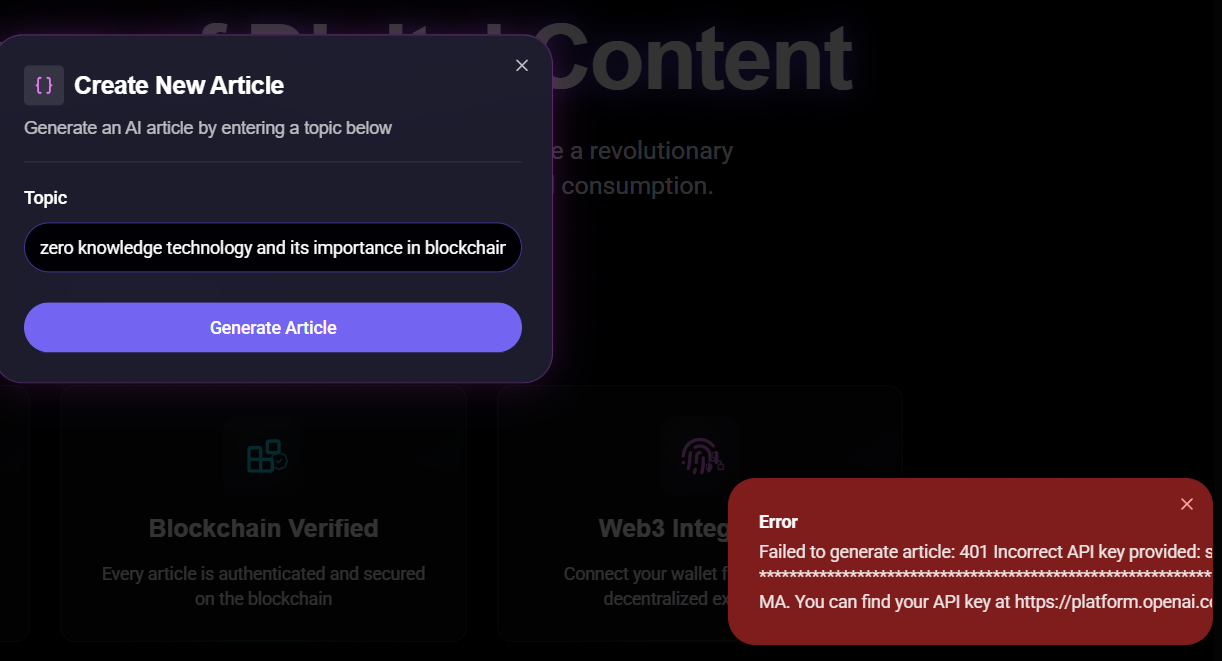 f Digital Content
Create New Article
Generate an AI article by entering a topic below
e a revolutionary
consumption.
Topic
zero knowledge technology and its importance in blockchain
Generate Article
Blockchain Verified
Every article is authenticated and secured
on the blockchain
Web3 Integ
Connect your wallet f
decentralized ex
Error
Failed to generate article: 401 Incorrect API key provided: s
****************************************************************
MA. You can find your API key at https://platform.openai.co